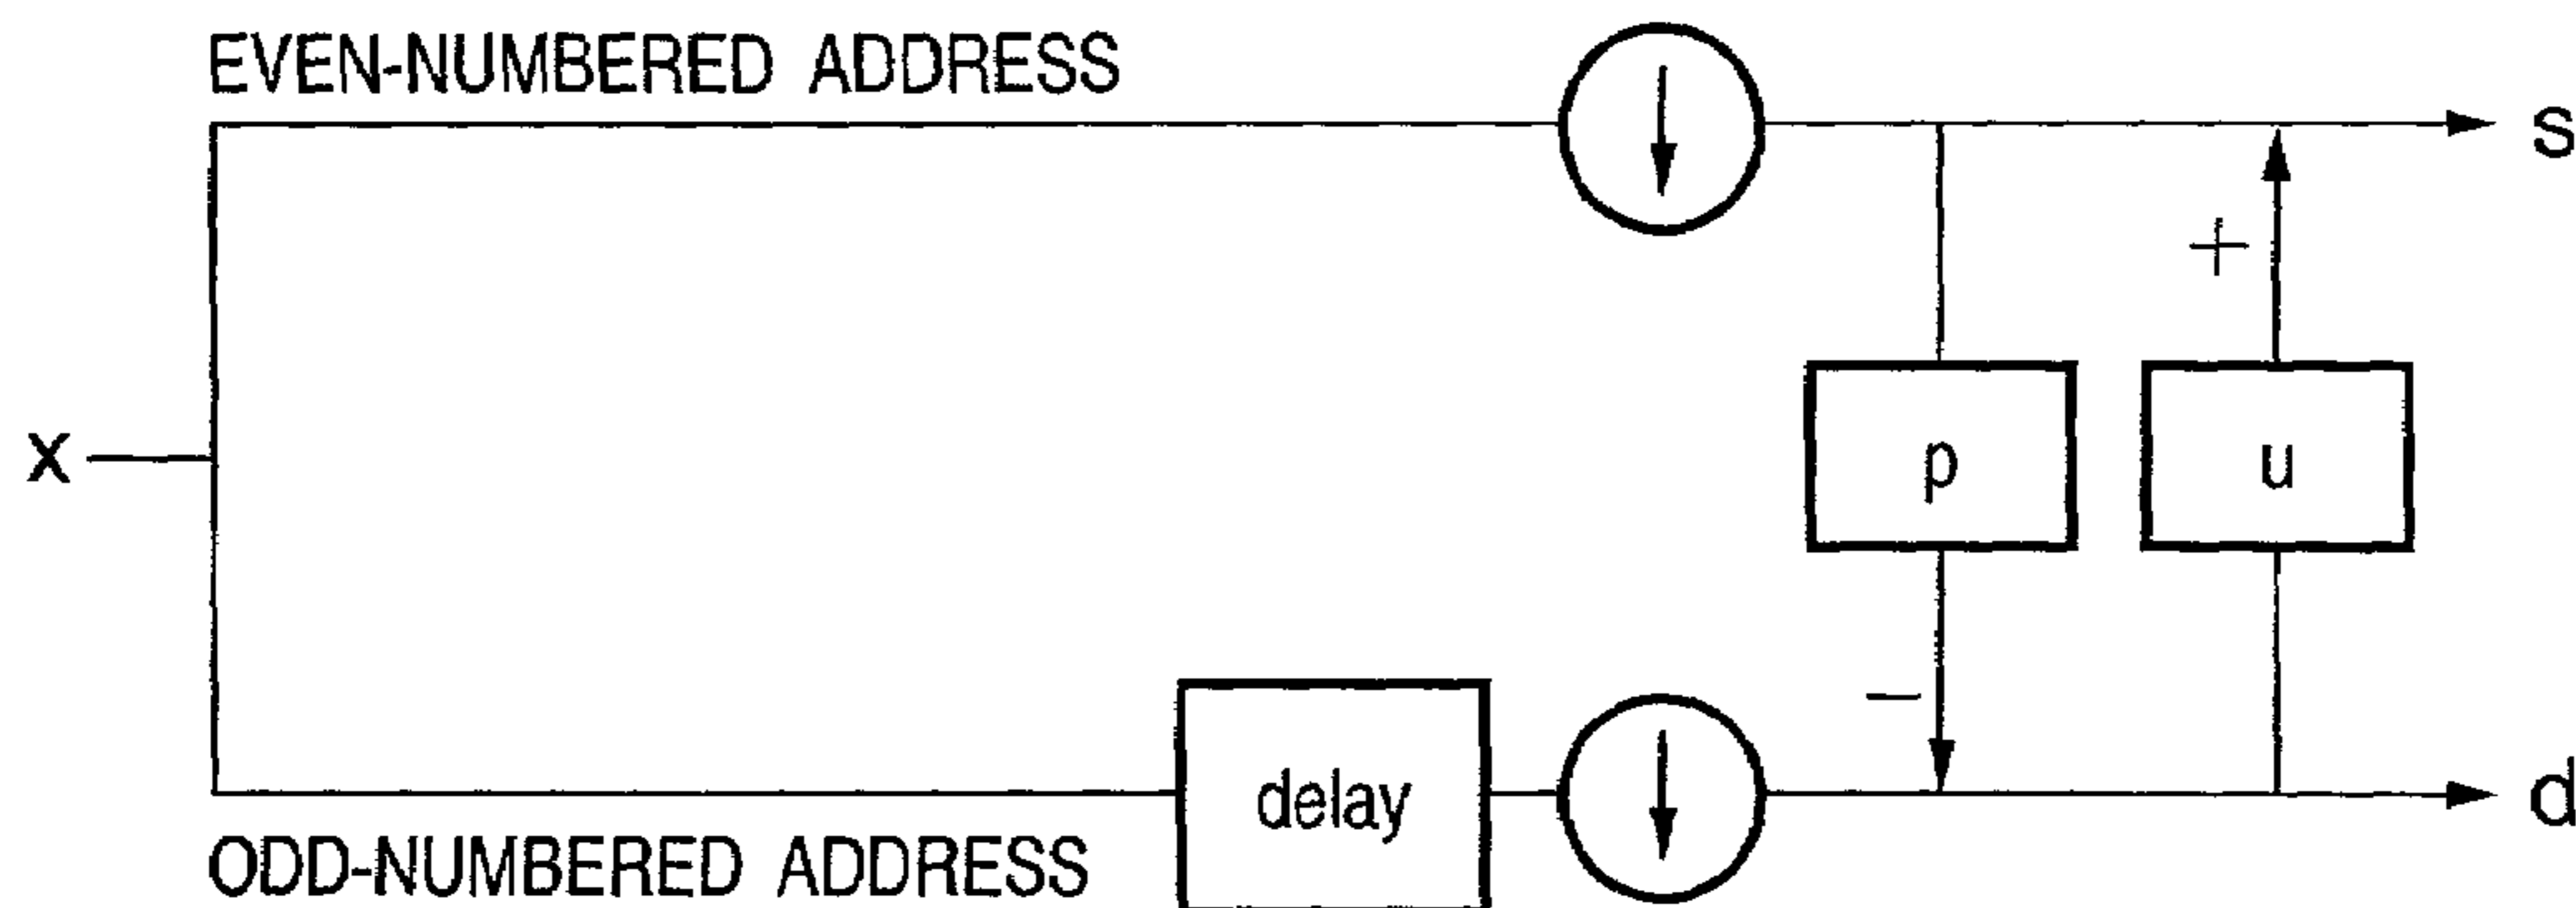 EVEN-NUMBERED ADDRESS
s
+
x
p
u
−
delay
d
ODD-NUMBERED ADDRESS